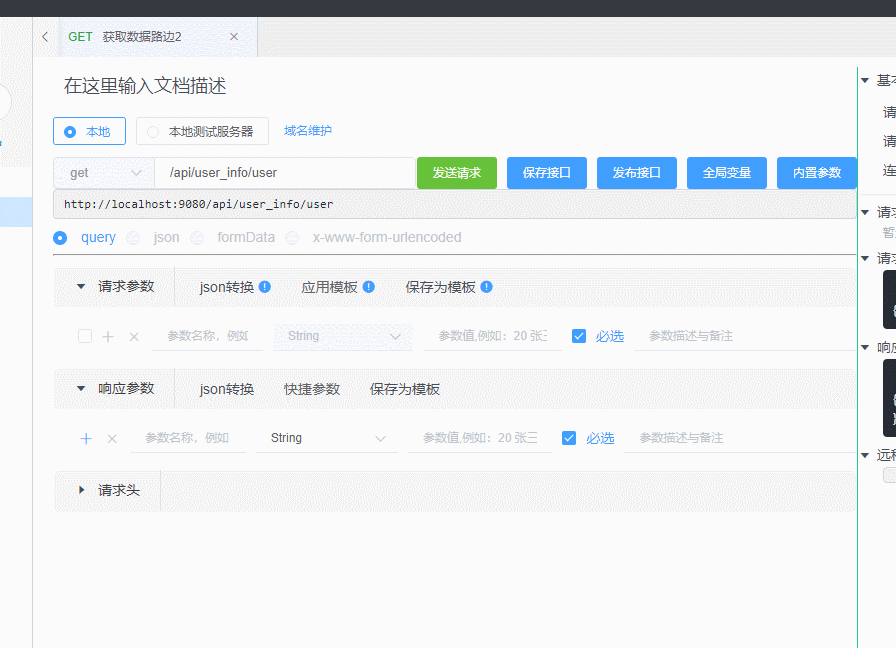 GET 获取数据路边2
在这里输入文档描述
本地 本地测试服务器 域名维护
get /api/user_info/user 发送请求 保存接口 发布接口 全局变量 内置参数
http://localhost:9080/api/user_info/user
query json formData x-www-form-urlencoded
请求参数 json转换 应用模板 保存为模板
参数名称，例如 String 参数值,例如：20 张三 必选 参数描述与备注
响应参数 json转换 快捷参数 保存为模板
参数名称，例如 String 参数值,例如：20 张三 必选 参数描述与备注
请求头
基本
请
请
连
请求
暂
请求
{
响应
{
}
远程